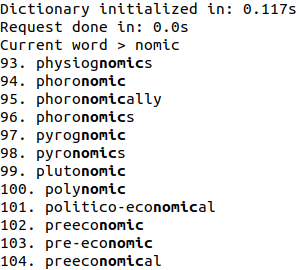 Dictionary initialized in: 0.117s
Request done in: 0.0s
Current word > nomic
93. physiognomics
94. phoronomic
95. phoronomically
96. phoronomics
97. pyrognomic
98. pyronomics
99. plutonomic
100. polynomic
101. politico-economical
102. preeconomic
103. pre-economic
104. preeconomical